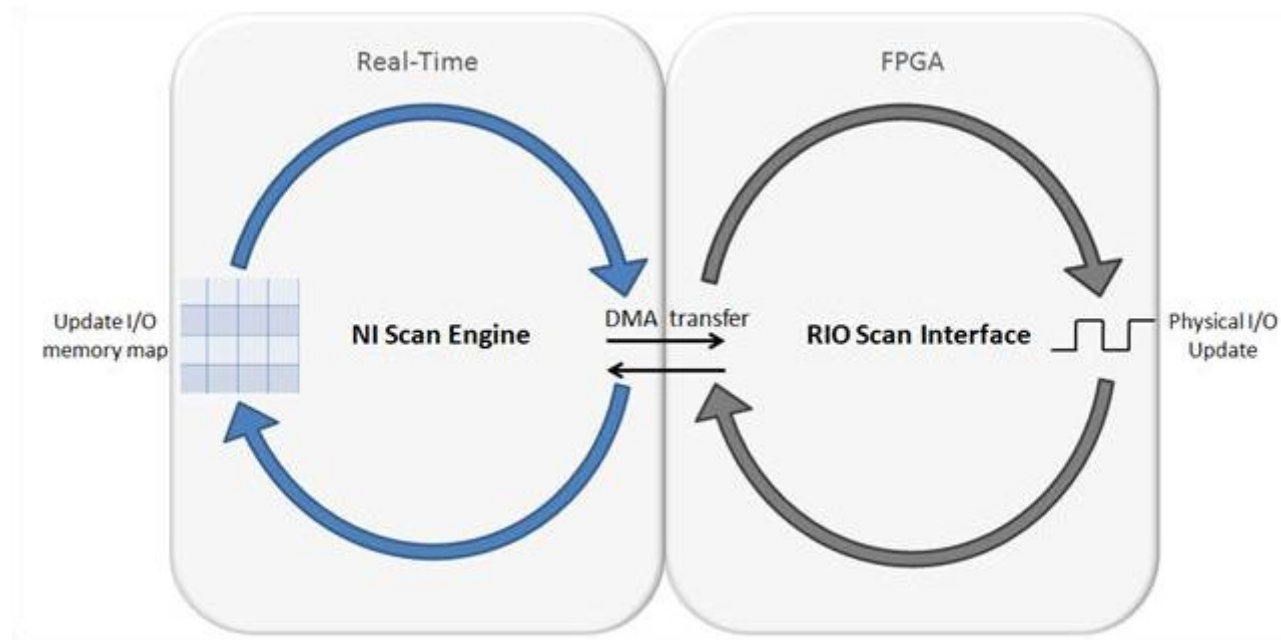 Real-Time
FPGA
Update I/O
memory map
NI Scan Engine
DMA transfer
RIO Scan Interface
Physical I/O
Update